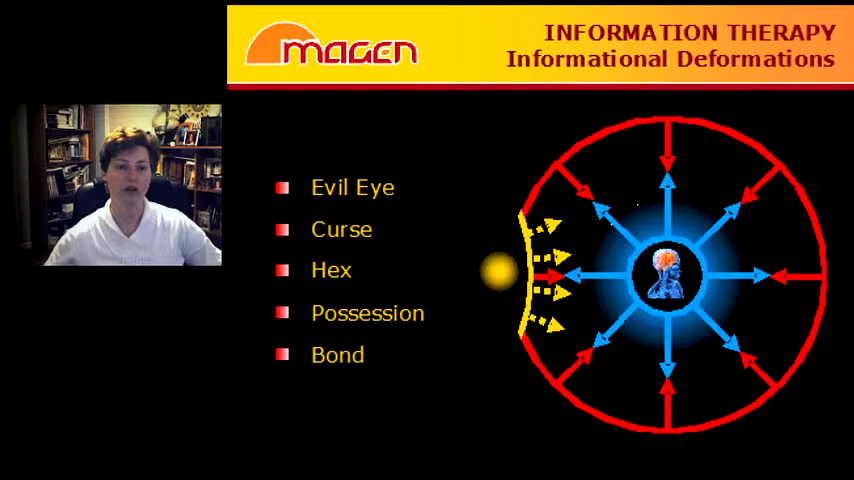 MAGEN
INFORMATION THERAPY
Informational Deformations
Evil Eye
Curse
Hex
Possession
Bond